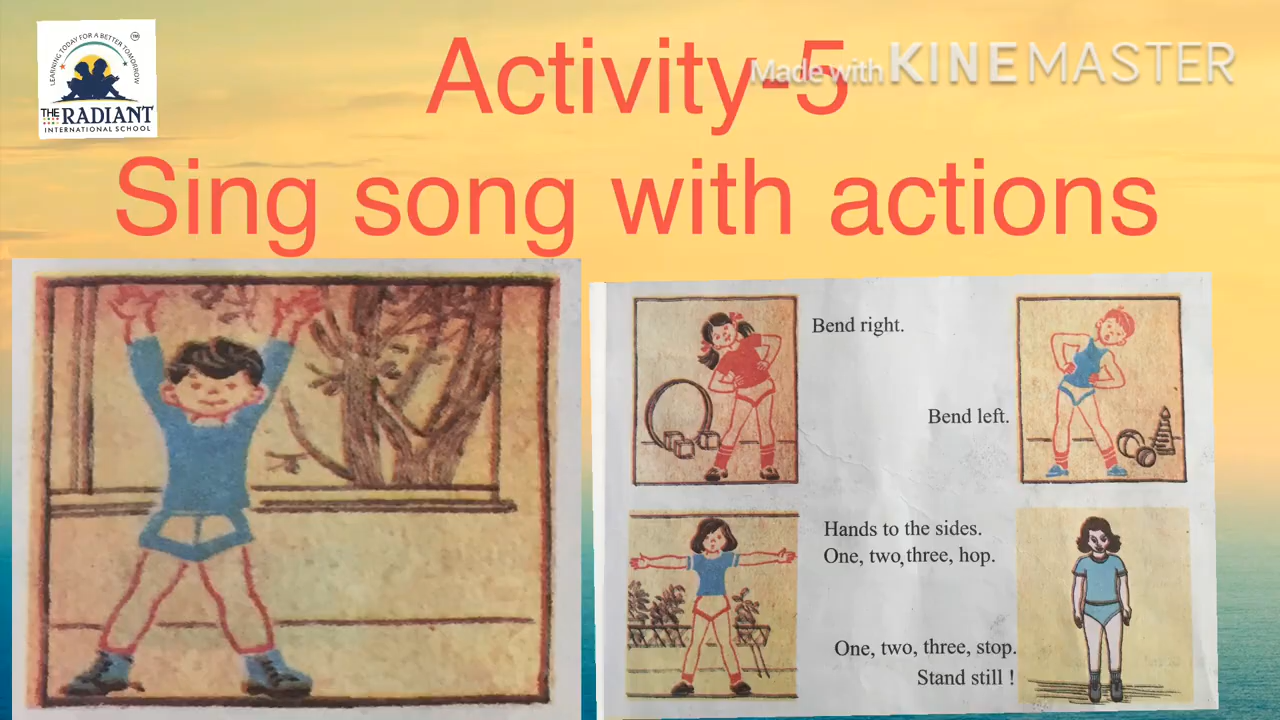 LEARNING TODAY FOR A BETTER TOMORROW
TM
THE RADIANT
INTERNATIONAL SCHOOL
Activity-5
Made with KINEMASTER
Sing song with actions
Bend right.
Bend left.
Hands to the sides.
One, two, three, hop.
One, two, three, stop.
Stand still !